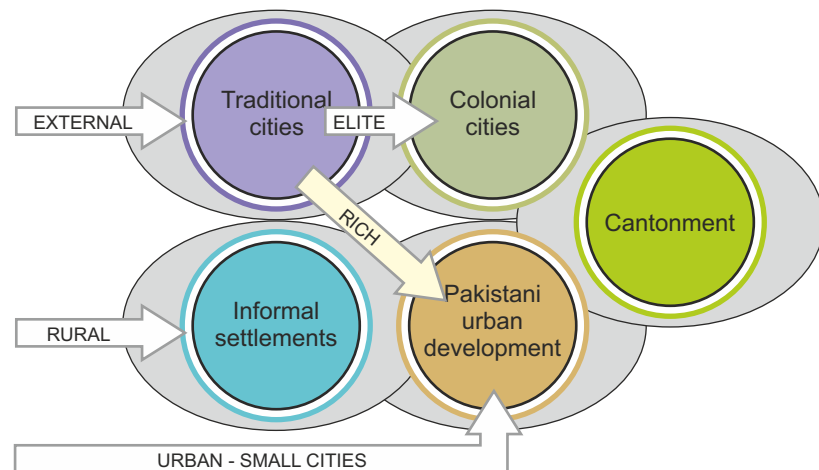 Traditional
cities
Colonial
cities
EXTERNAL
ELITE
Cantonment
RICH
Informal
settlements
Pakistani
urban
development
RURAL
URBAN - SMALL CITIES